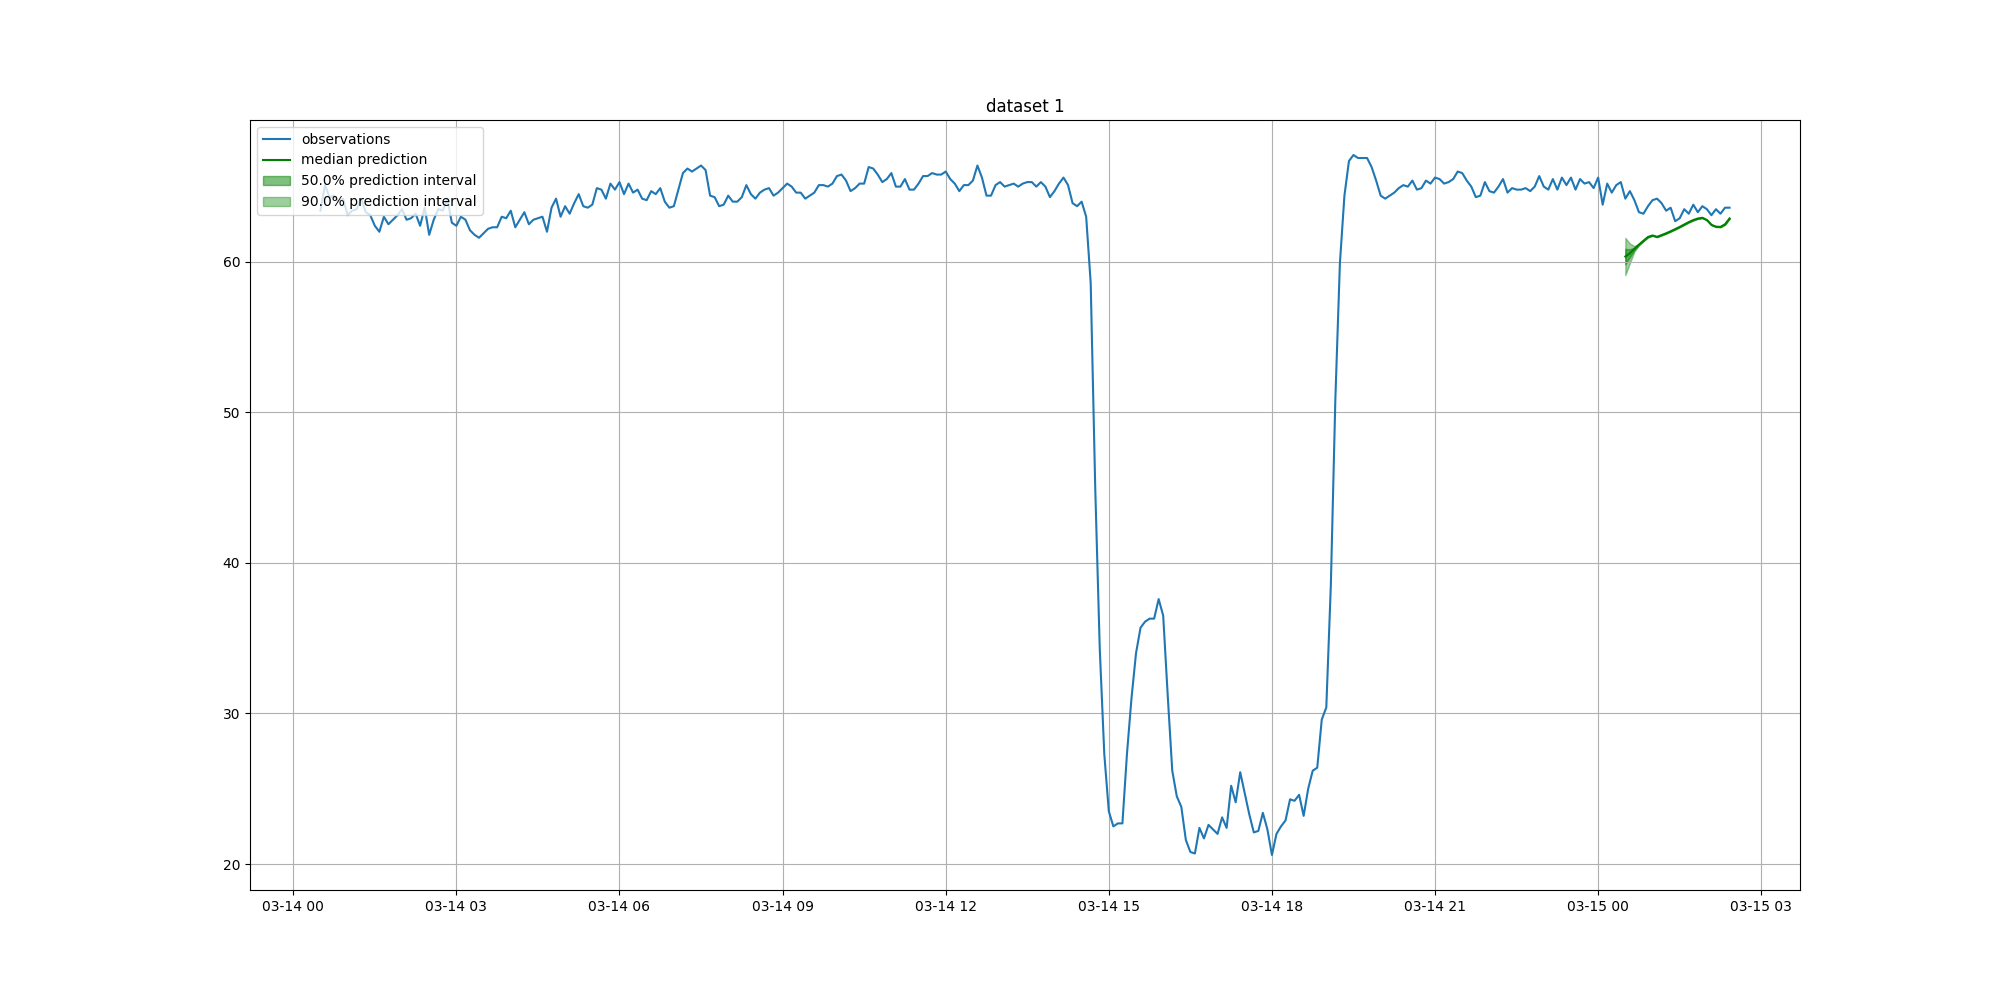 dataset 1
observations
median prediction
50.0% prediction interval
90.0% prediction interval
60
50
40
30
20
03-14 00 03-14 03 03-14 06 03-14 09 03-14 12 03-14 15 03-14 18 03-14 21 03-15 00 03-15 03